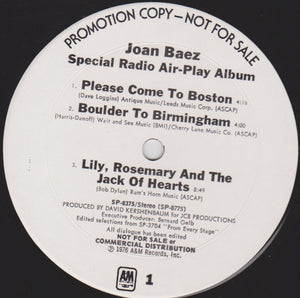 PROMOTION COPY—NOT FOR SALE
Joan Baez
Special Radio Air-Play Album
1. Please Come To Boston 4:16
(Dave Loggins) Antique Music/Leeds Music Corp. (ASCAP)
2. Boulder To Birmingham 4:00
(Harris-Danoff) Wait and See Music (BMI)/Cherry Lane Music Co. (ASCAP)
3. Lily, Rosemary And The
Jack Of Hearts 8:49
(Bob Dylan) Ram's Horn Music (ASCAP)
SP-8375/Stereo (SP-8775)
PRODUCED BY DAVID KERSHENBAUM for JCB PRODUCTIONS
Executive Producer: Bernard Gelb
Edited selections from SP-3704 "From Every Stage"
All dialogue has been edited
NOT FOR SALE or
COMMERCIAL DISTRIBUTION
℗ 1976 A&M Records, Inc.
A&M
1